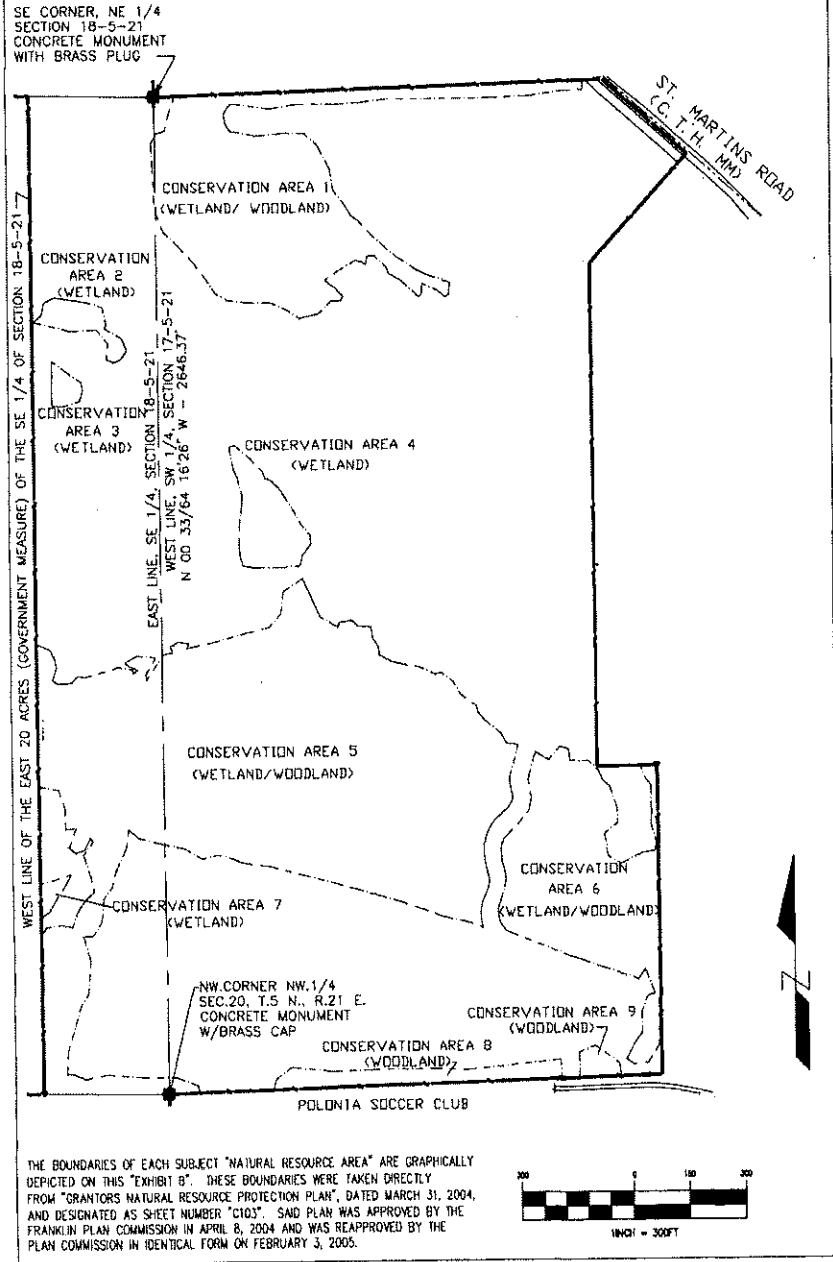 SE CORNER, NE 1/4
SECTION 18-5-21
CONCRETE MONUMENT
WITH BRASS PLUG
ST. MARTINS ROAD
(C. T. H. MM)
CONSERVATION AREA 1
(WETLAND/ WOODLAND)
CONSERVATION
AREA 2
(WETLAND)
WEST LINE OF THE EAST 20 ACRES (GOVERNMENT MEASURE) OF THE SE 1/4 OF SECTION 18-5-21
EAST LINE, SE 1/4, SECTION 18-5-21
WEST LINE, SW 1/4, SECTION 17-5-21
N 00 33/64 16'26" W - 2646.37'
CONSERVATION
AREA 3
(WETLAND)
CONSERVATION AREA 4
(WETLAND)
CONSERVATION AREA 5
(WETLAND/WOODLAND)
CONSERVATION
AREA 6
(WETLAND/WOODLAND)
CONSERVATION AREA 7
(WETLAND)
NW.CORNER NW.1/4
SEC.20, T.5 N., R.21 E.
CONCRETE MONUMENT
W/BRASS CAP
CONSERVATION AREA 9
(WOODLAND)
CONSERVATION AREA 8
(WOODLAND)
N
POLONIA SOCCER CLUB
THE BOUNDARIES OF EACH SUBJECT "NATURAL RESOURCE AREA" ARE GRAPHICALLY
DEPICTED ON THIS "EXHIBIT B". THESE BOUNDARIES WERE TAKEN DIRECTLY
FROM "GRANTORS NATURAL RESOURCE PROTECTION PLAN", DATED MARCH 31, 2004,
AND DESIGNATED AS SHEET NUMBER "C103". SAID PLAN WAS APPROVED BY THE
FRANKLIN PLAN COMMISSION IN APRIL 8, 2004 AND WAS REAPPROVED BY THE
PLAN COMMISSION IN IDENTICAL FORM ON FEBRUARY 3, 2005.
300 0 150 300
1INCH = 300FT